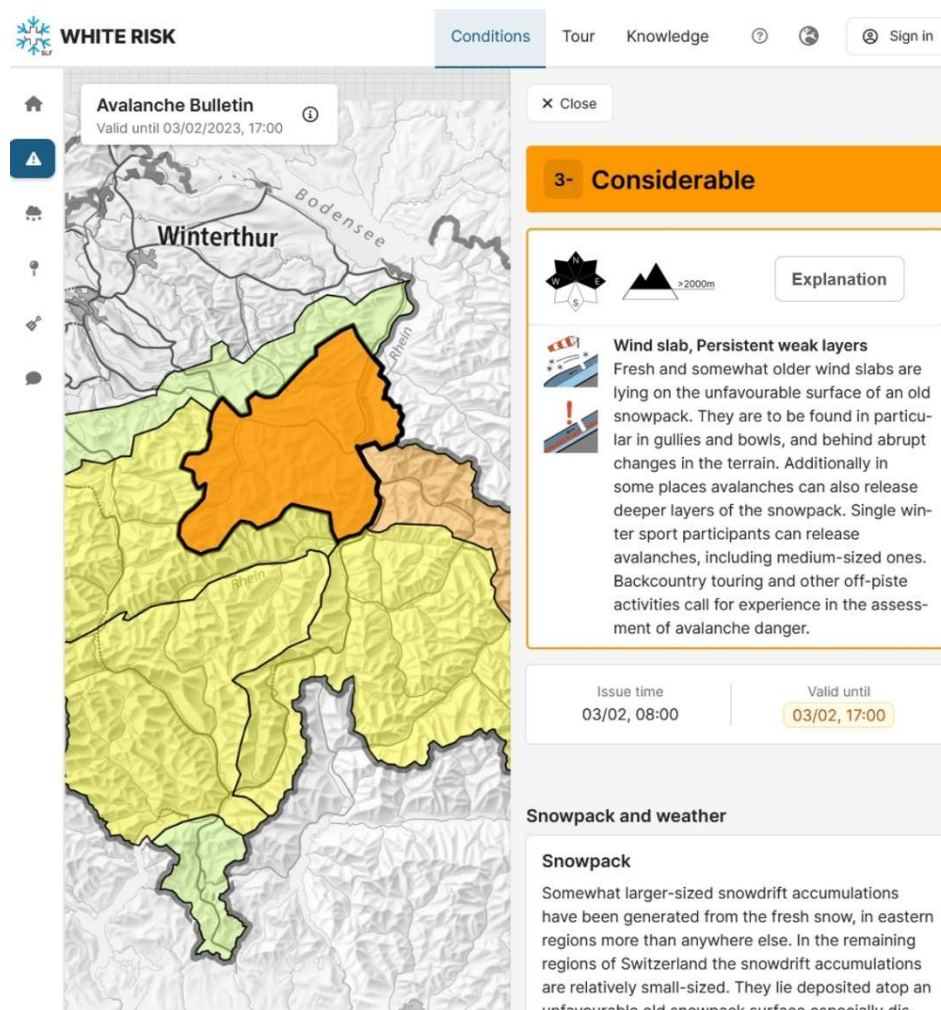 SLF
WHITE RISK
Conditions
Tour
Knowledge
?
Sign in
Avalanche Bulletin
Valid until 03/02/2023, 17:00
i
Bodensee
Winterthur
Rhein
Rhein
× Close
3- Considerable
N
W E
S
>2000m
Explanation
Wind slab, Persistent weak layers
Fresh and somewhat older wind slabs are
lying on the unfavourable surface of an old
snowpack. They are to be found in particu-
lar in gullies and bowls, and behind abrupt
changes in the terrain. Additionally in
some places avalanches can also release
deeper layers of the snowpack. Single win-
ter sport participants can release
avalanches, including medium-sized ones.
Backcountry touring and other off-piste
activities call for experience in the assess-
ment of avalanche danger.
Issue time
03/02, 08:00
Valid until
03/02, 17:00
Snowpack and weather
Snowpack
Somewhat larger-sized snowdrift accumulations
have been generated from the fresh snow, in eastern
regions more than anywhere else. In the remaining
regions of Switzerland the snowdrift accumulations
are relatively small-sized. They lie deposited atop an
unfavourable old snowpack surface especially dis-